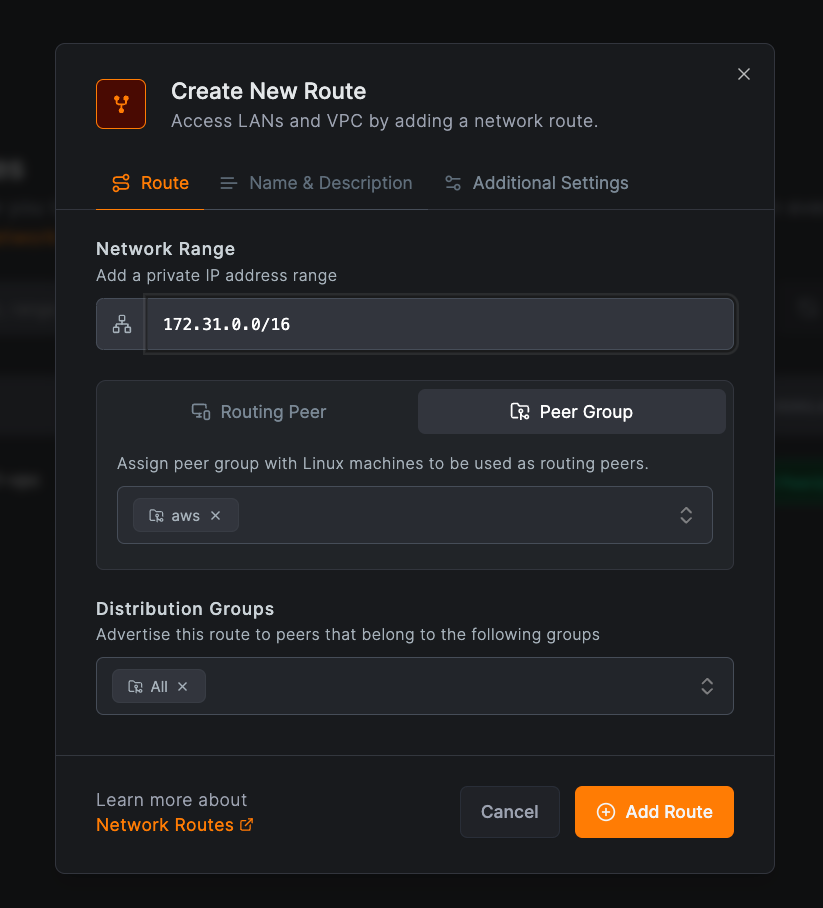 Create New Route
Access LANs and VPC by adding a network route.
Route
Name & Description
Additional Settings
Network Range
Add a private IP address range
172.31.0.0/16
Routing Peer
Peer Group
Assign peer group with Linux machines to be used as routing peers.
aws
Distribution Groups
Advertise this route to peers that belong to the following groups
All
Learn more about
Network Routes
Cancel
Add Route